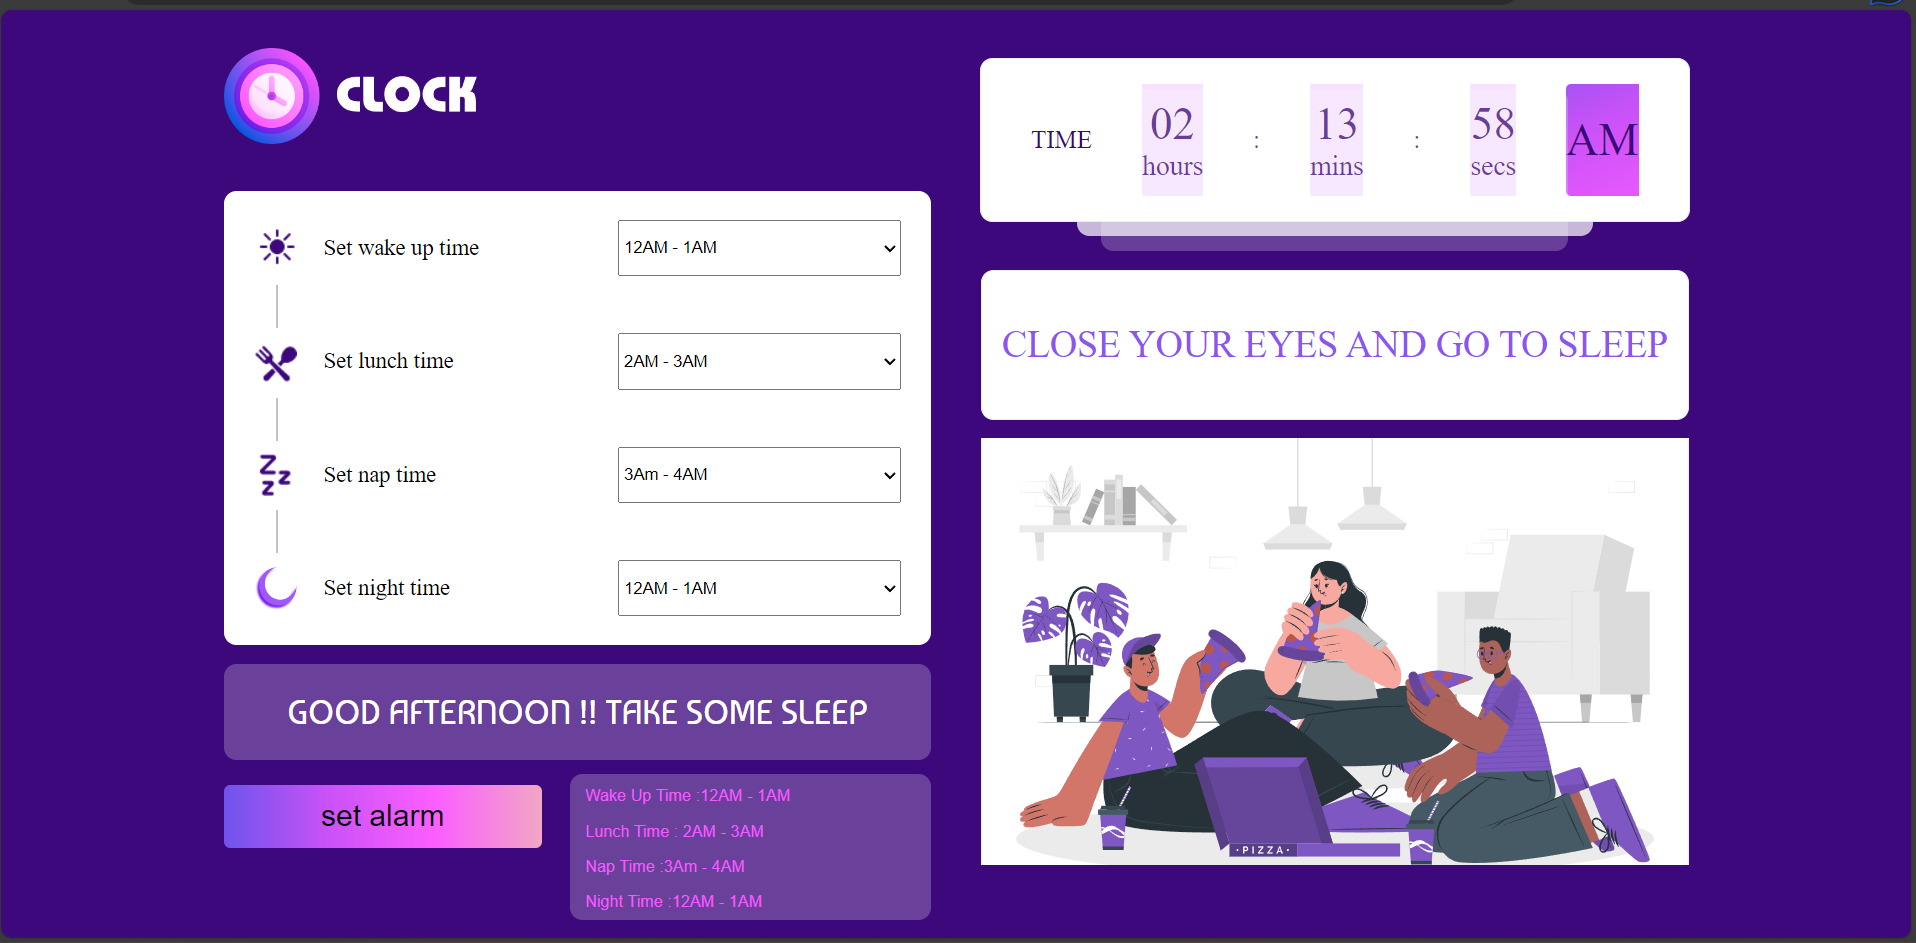 CLOCK
Set wake up time 12AM - 1AM
Set lunch time 2AM - 3AM
Set nap time 3Am - 4AM
Set night time 12AM - 1AM
GOOD AFTERNOON !! TAKE SOME SLEEP
set alarm
Wake Up Time :12AM - 1AM
Lunch Time : 2AM - 3AM
Nap Time :3Am - 4AM
Night Time :12AM - 1AM
TIME 02 hours : 13 mins : 58 secs AM
CLOSE YOUR EYES AND GO TO SLEEP
·PIZZA·